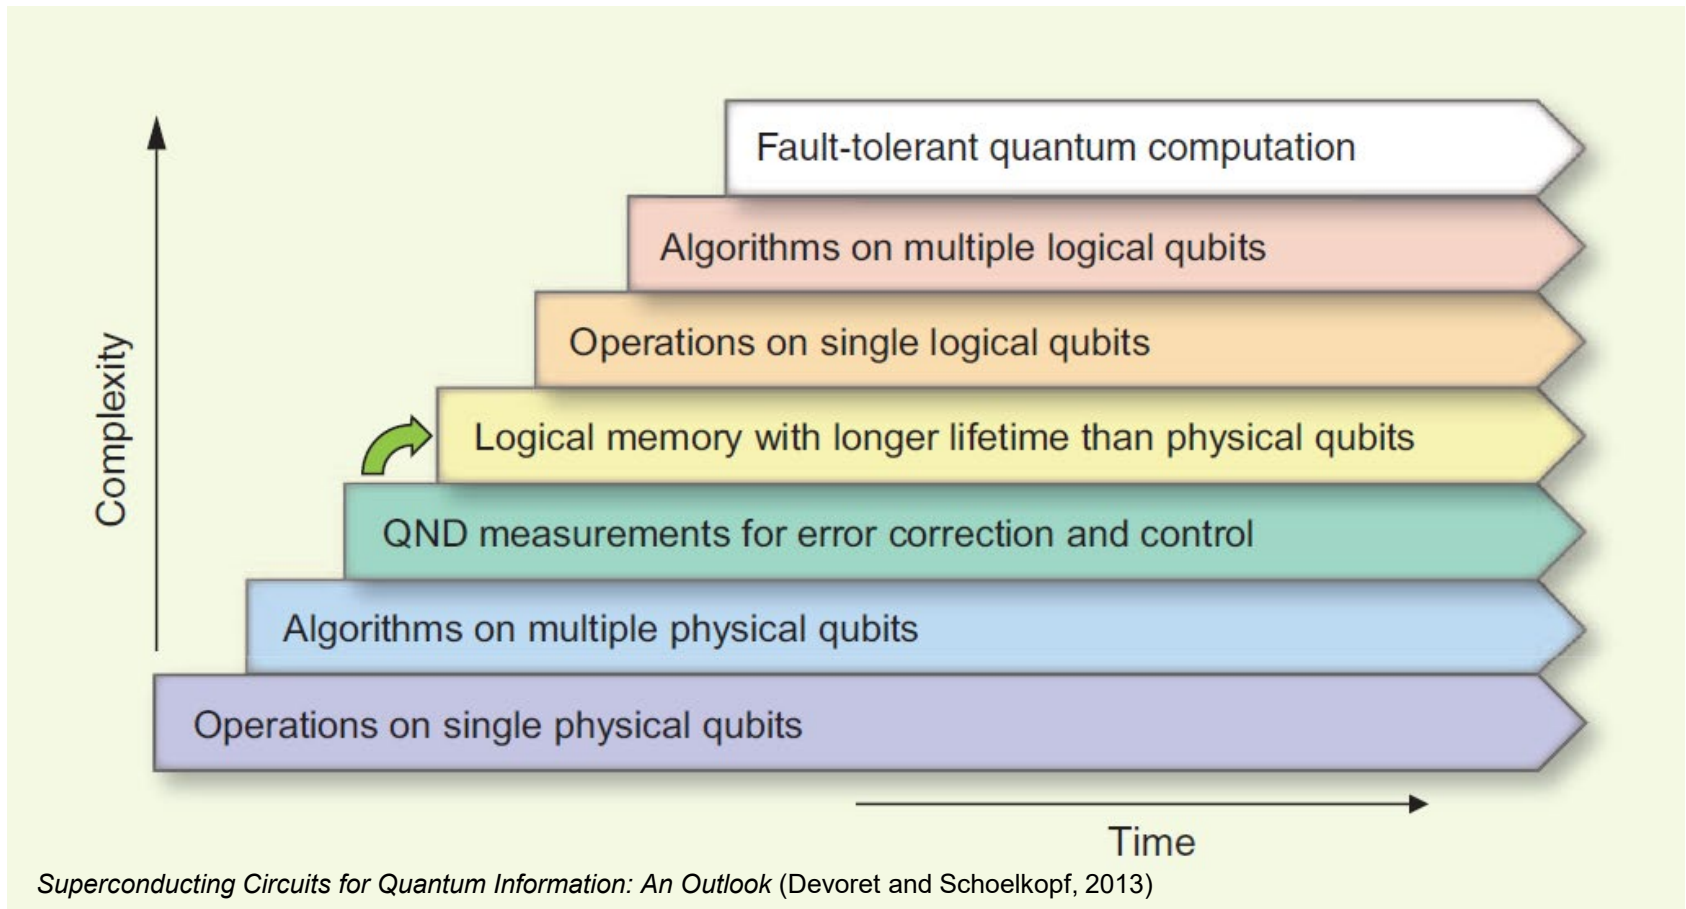 Fault-tolerant quantum computation
Algorithms on multiple logical qubits
Operations on single logical qubits
Logical memory with longer lifetime than physical qubits
QND measurements for error correction and control
Algorithms on multiple physical qubits
Operations on single physical qubits
Complexity
Time
Superconducting Circuits for Quantum Information: An Outlook (Devoret and Schoelkopf, 2013)